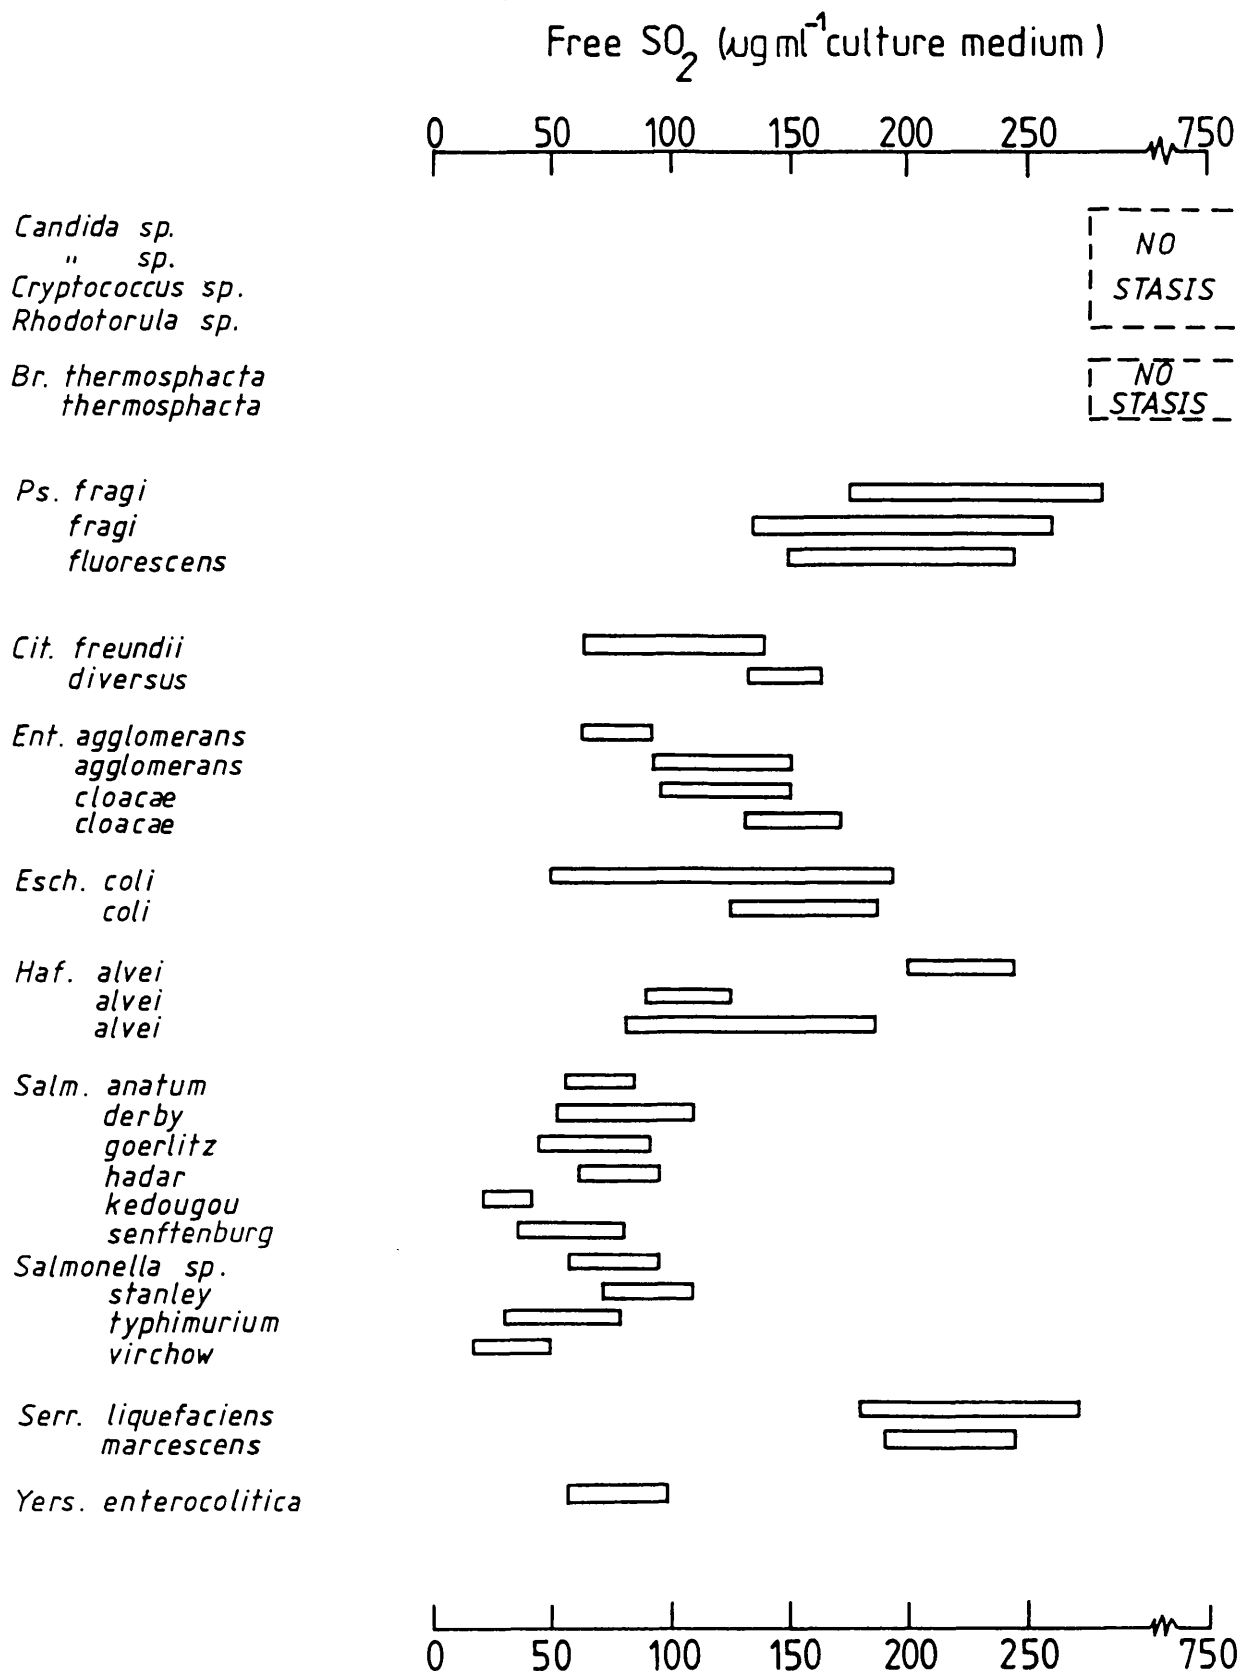 Free SO2 (µg ml-1 culture medium)
0 50 100 150 200 250 750
Candida sp.
" sp.
Cryptococcus sp.
Rhodotorula sp.
NO
STASIS
Br. thermosphacta
thermosphacta
NO
STASIS
Ps. fragi
fragi
fluorescens
Cit. freundii
diversus
Ent. agglomerans
agglomerans
cloacae
cloacae
Esch. coli
coli
Haf. alvei
alvei
alvei
Salm. anatum
derby
goerlitz
hadar
kedougou
senftenburg
Salmonella sp.
stanley
typhimurium
virchow
Serr. liquefaciens
marcescens
Yers. enterocolitica
0 50 100 150 200 250 750